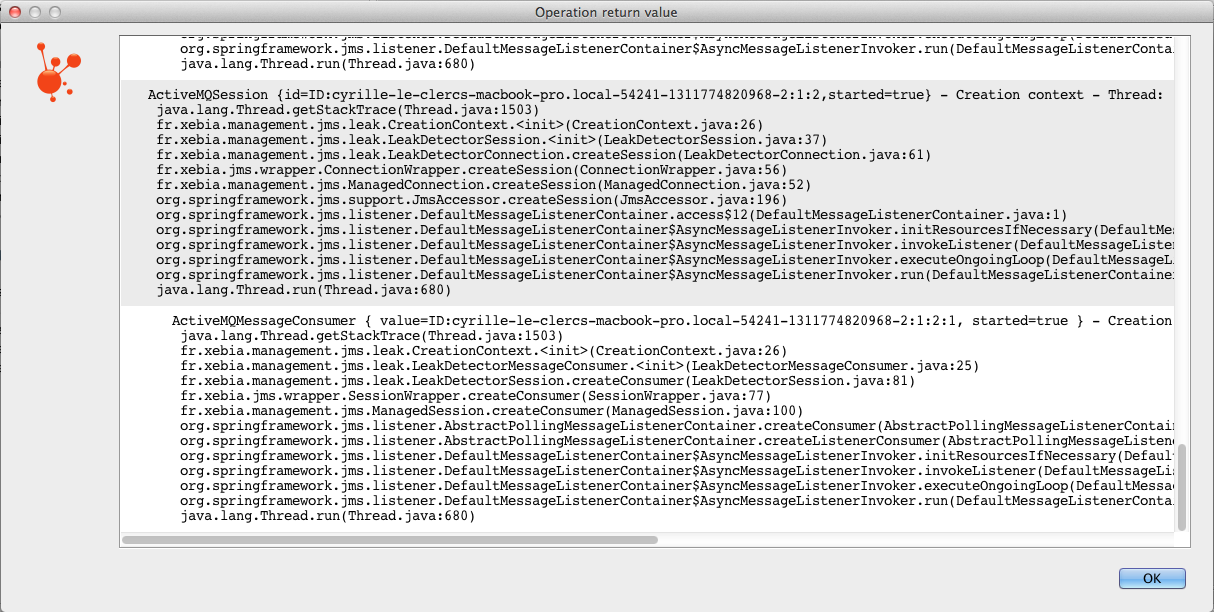 Operation return value
org.springframework.jms.listener.DefaultMessageListenerContainer$AsyncMessageListenerInvoker.run(DefaultMessageListenerConta
java.lang.Thread.run(Thread.java:680)
ActiveMQSession {id=ID:cyrille-le-clercs-macbook-pro.local-54241-1311774820968-2:1:2,started=true} - Creation context - Thread:
java.lang.Thread.getStackTrace(Thread.java:1503)
fr.xebia.management.jms.leak.CreationContext.<init>(CreationContext.java:26)
fr.xebia.management.jms.leak.LeakDetectorSession.<init>(LeakDetectorSession.java:37)
fr.xebia.management.jms.leak.LeakDetectorConnection.createSession(LeakDetectorConnection.java:61)
fr.xebia.jms.wrapper.ConnectionWrapper.createSession(ConnectionWrapper.java:56)
fr.xebia.management.jms.ManagedConnection.createSession(ManagedConnection.java:52)
org.springframework.jms.support.JmsAccessor.createSession(JmsAccessor.java:196)
org.springframework.jms.listener.DefaultMessageListenerContainer.access$12(DefaultMessageListenerContainer.java:1)
org.springframework.jms.listener.DefaultMessageListenerContainer$AsyncMessageListenerInvoker.initResourcesIfNecessary(DefaultMes
org.springframework.jms.listener.DefaultMessageListenerContainer$AsyncMessageListenerInvoker.invokeListener(DefaultMessageListen
org.springframework.jms.listener.DefaultMessageListenerContainer$AsyncMessageListenerInvoker.executeOngoingLoop(DefaultMessageLi
org.springframework.jms.listener.DefaultMessageListenerContainer$AsyncMessageListenerInvoker.run(DefaultMessageListenerContainer
java.lang.Thread.run(Thread.java:680)
ActiveMQMessageConsumer { value=ID:cyrille-le-clercs-macbook-pro.local-54241-1311774820968-2:1:2:1, started=true } - Creation
java.lang.Thread.getStackTrace(Thread.java:1503)
fr.xebia.management.jms.leak.CreationContext.<init>(CreationContext.java:26)
fr.xebia.management.jms.leak.LeakDetectorMessageConsumer.<init>(LeakDetectorMessageConsumer.java:25)
fr.xebia.management.jms.leak.LeakDetectorSession.createConsumer(LeakDetectorSession.java:81)
fr.xebia.jms.wrapper.SessionWrapper.createConsumer(SessionWrapper.java:77)
fr.xebia.management.jms.ManagedSession.createConsumer(ManagedSession.java:100)
org.springframework.jms.listener.AbstractPollingMessageListenerContainer.createConsumer(AbstractPollingMessageListenerContai
org.springframework.jms.listener.AbstractPollingMessageListenerContainer.createListenerConsumer(AbstractPollingMessageListene
org.springframework.jms.listener.DefaultMessageListenerContainer$AsyncMessageListenerInvoker.initResourcesIfNecessary(Default
org.springframework.jms.listener.DefaultMessageListenerContainer$AsyncMessageListenerInvoker.invokeListener(DefaultMessageLis
org.springframework.jms.listener.DefaultMessageListenerContainer$AsyncMessageListenerInvoker.executeOngoingLoop(DefaultMessag
org.springframework.jms.listener.DefaultMessageListenerContainer$AsyncMessageListenerInvoker.run(DefaultMessageListenerConta
java.lang.Thread.run(Thread.java:680)
OK